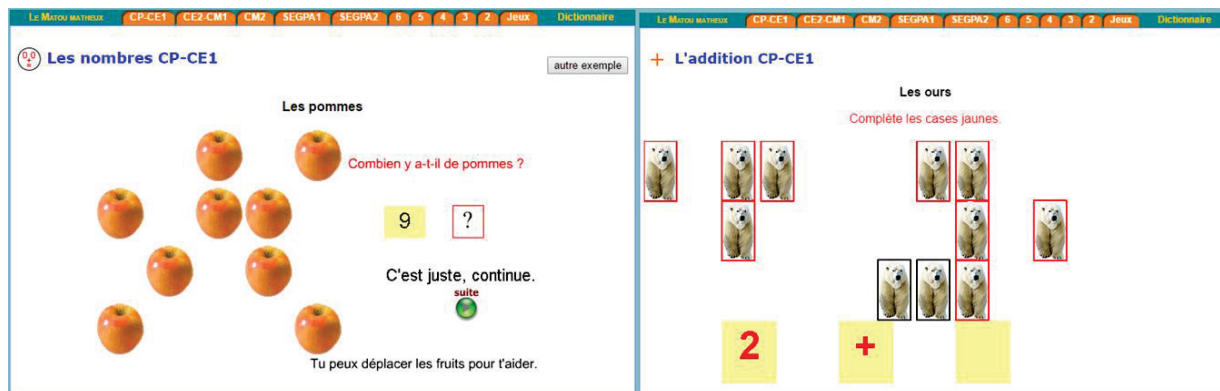 LE MATOU MATHEUX CP-CE1 CE2-CM1 CM2 SEGPA1 SEGPA2 6 5 4 3 2 Jeux Dictionnaire
Les nombres CP-CE1
autre exemple
Les pommes
Combien y a-t-il de pommes ?
9 ?
C'est juste, continue.
suite
Tu peux déplacer les fruits pour t'aider.
LE MATOU MATHEUX CP-CE1 CE2-CM1 CM2 SEGPA1 SEGPA2 6 5 4 3 2 Jeux Dictionnaire
+ L'addition CP-CE1
Les ours
Complète les cases jaunes.
2 +